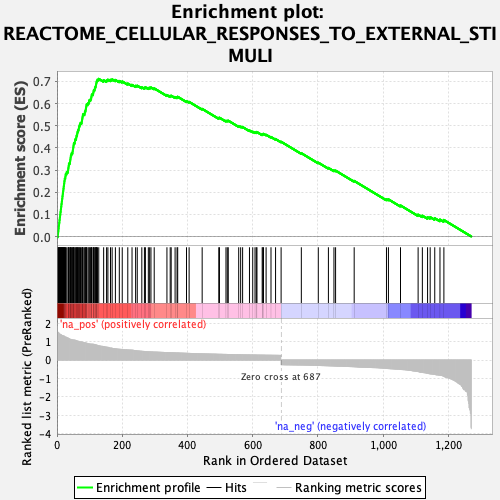 Enrichment plot:
REACTOME_CELLULAR_RESPONSES_TO_EXTERNAL_STI
MULI
Enrichment score (ES)
0.7
0.6
0.5
0.4
0.3
0.2
0.1
0.0
'na_pos' (positively correlated)
Ranked list metric (PreRanked)
2
1
0
-1
-2
-3
-4
Zero cross at 687
'na_neg' (negatively correlated)
0 200 400 600 800 1,000 1,200
Rank in Ordered Dataset
Enrichment profile Hits Ranking metric scores